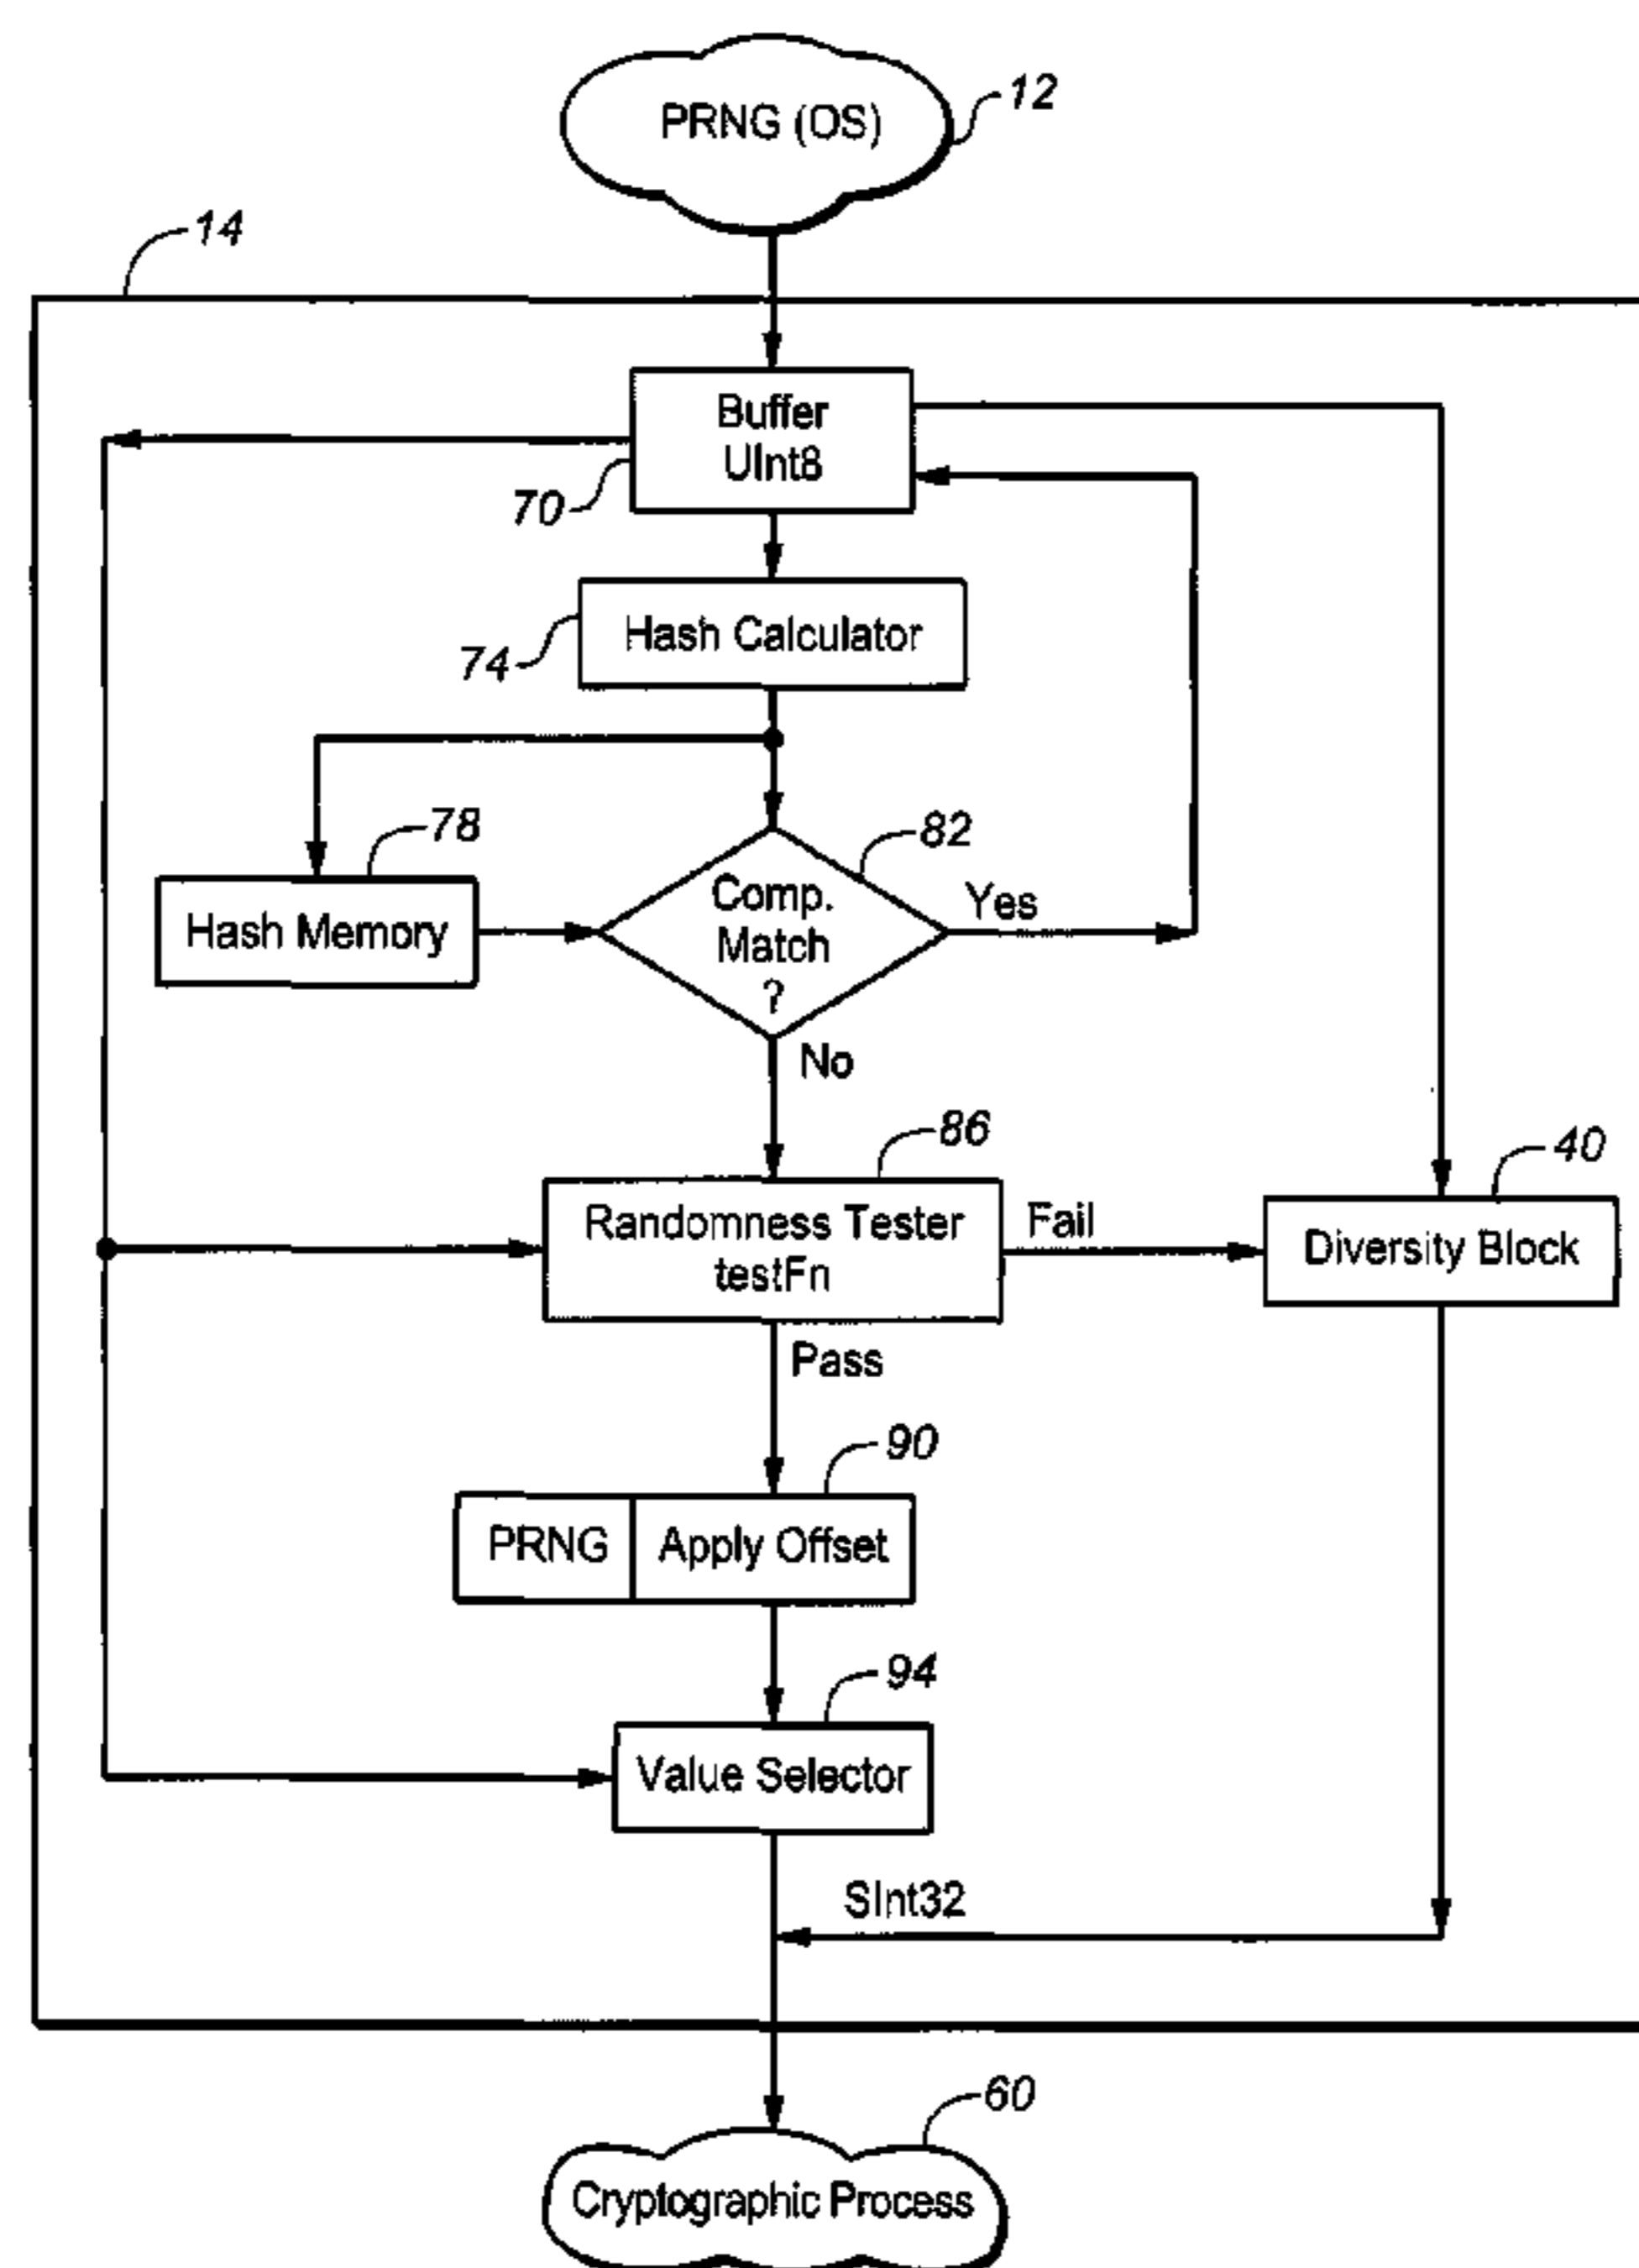 PRNG (OS)
12
14
Buffer
UInt8
70
Hash Calculator
74
78
82
Hash Memory
Comp.
Match
?
Yes
No
86
40
Randomness Tester
testFn
Fail
Diversity Block
Pass
90
PRNG
Apply Offset
94
Value Selector
SInt32
60
Cryptographic Process